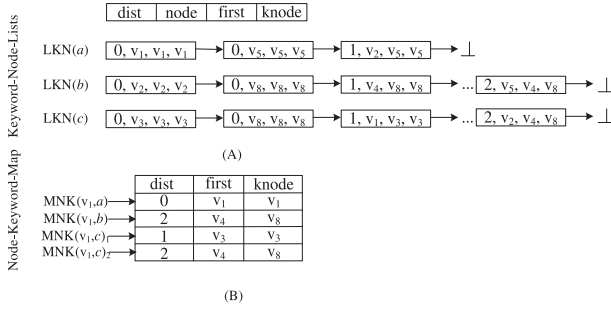 Keyword-Node-Lists
dist node first knode
LKN(a) 0, v₁, v₁, v₁ 0, v₅, v₅, v₅ 1, v₂, v₅, v₅ ⊥
LKN(b) 0, v₂, v₂, v₂ 0, v₈, v₈, v₈ 1, v₄, v₈, v₈ ... 2, v₅, v₄, v₈ ⊥
LKN(c) 0, v₃, v₃, v₃ 0, v₈, v₈, v₈ 1, v₁, v₃, v₃ ... 2, v₂, v₄, v₈ ⊥
(A)
Node-Keyword-Map
dist first knode
MNK(v₁,a) 0 v₁ v₁
MNK(v₁,b) 2 v₄ v₈
MNK(v₁,c)₁ 1 v₃ v₃
MNK(v₁,c)₂ 2 v₄ v₈
(B)